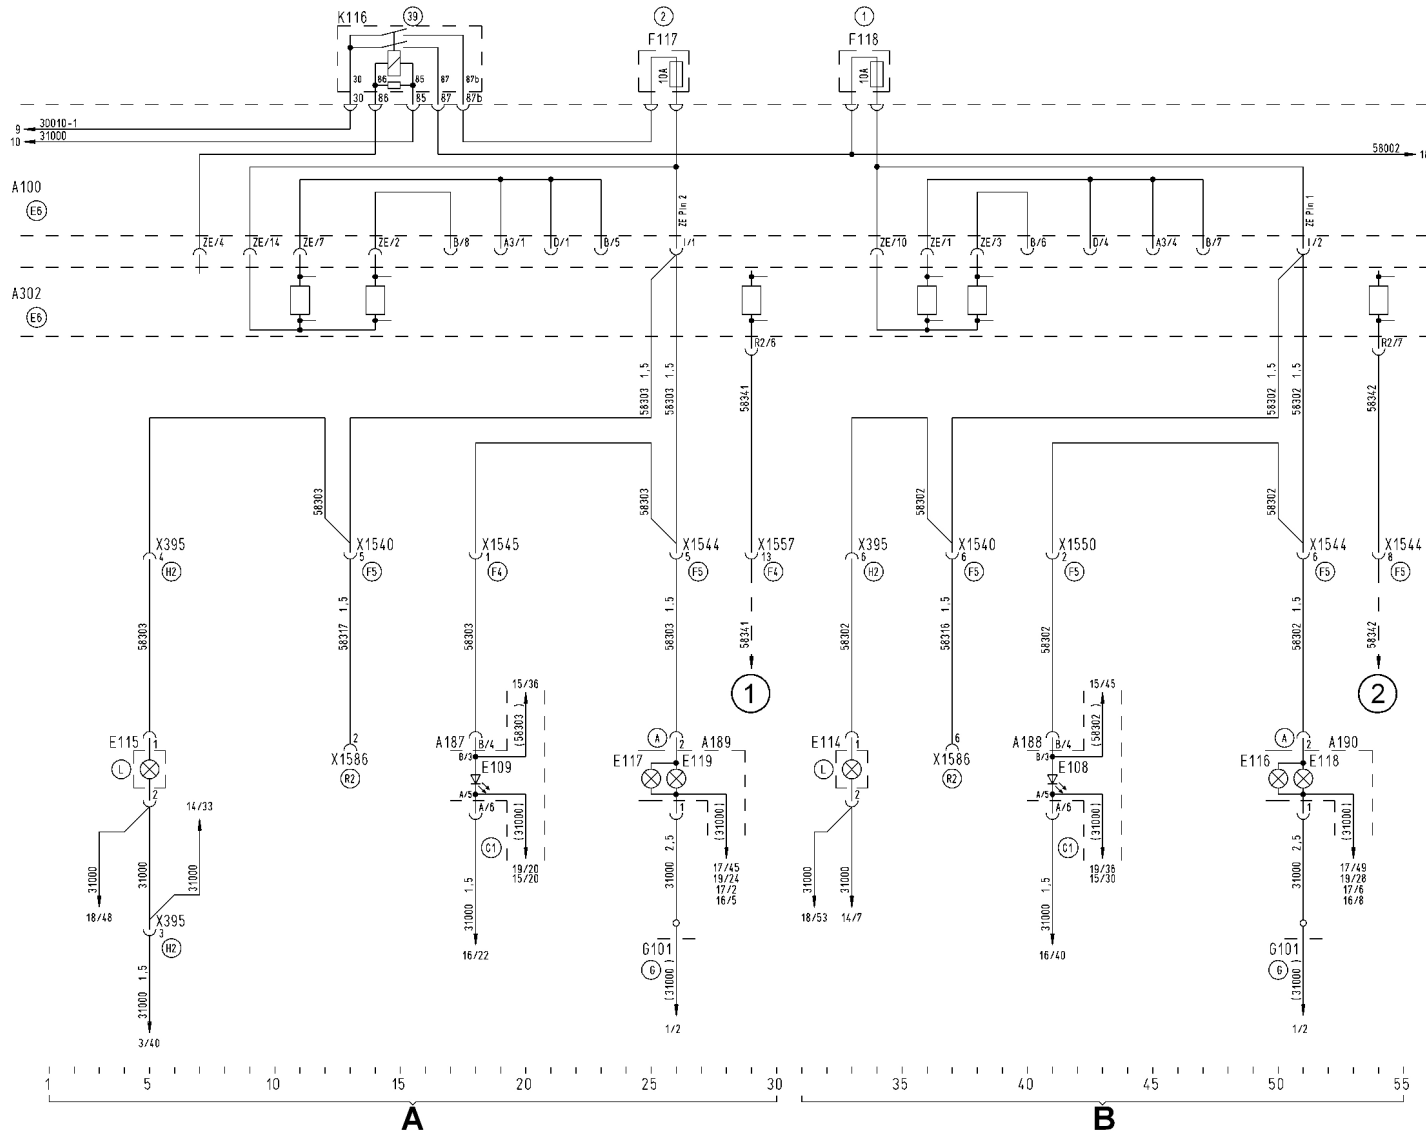 K116 39 2 1
F117 F118
10A 10A
30 86 85 87 87b
30 86 85 87 87b
9 30010-1
10 31000
58002
A100
E6
ZE Pin 2 ZE Pin 1
ZE/4 ZE/14 ZE/7 ZE/2 B/8 A3/1 D/1 B/5 I/1 ZE/10 ZE/1 ZE/3 B/6 D/4 A3/4 B/7 I/2
A302
E6
R2/6 R2/7
58303 1,5 58303 1,5 58341 58302 1,5 58302 1,5 58342
58303 58303 58302 58302
X395 X1540 X1545 X1544 X1557 X395 X1540 X1550 X1544 X1544
4 5 1 5 13 6 6 2 6 8
H2 F5 F4 F5 F4 H2 F5 F5 F5 F5
58303 58317 1,5 58303 58303 1,5 58341 58302 58316 1,5 58302 58302 1,5 58342
1 2
15/36 15/45
(58303 ) (58302 )
E115 1 2 A187 B/4 A 2 A189 E114 1 6 A188 B/4 A 2 A190
X1586 B/3 E117 E119 X1586 B/3 E116 E118
L R2 E109 L R2 E108
2 A/5 A/6 1 2 A/5 A/6 1
14/33
(31000) (31000) (31000) (31000)
G1 G1
31000 31000 31000 31000 1,5 31000 2,5 31000 31000 31000 1,5 31000 2,5
19/20 17/45 19/36 17/49
15/20 19/24 15/30 19/28
17/2 17/6
16/5 16/8
18/48 18/53 14/7
X395
3
H2
16/22 G101 16/40 G101
G G
31000 1,5 (31000 ) (31000 )
3/40 1/2 1/2
1 5 10 15 20 25 30 35 40 45 50 55
A B